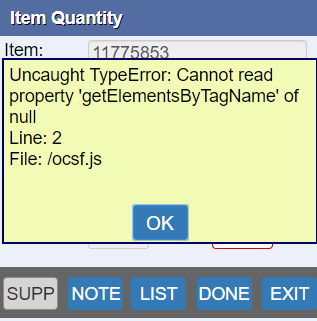 Item Quantity
Item: 11775853
Uncaught TypeError: Cannot read
property 'getElementsByTagName' of
null
Line: 2
File: /ocsf.js
OK
SUPP NOTE LIST DONE EXIT